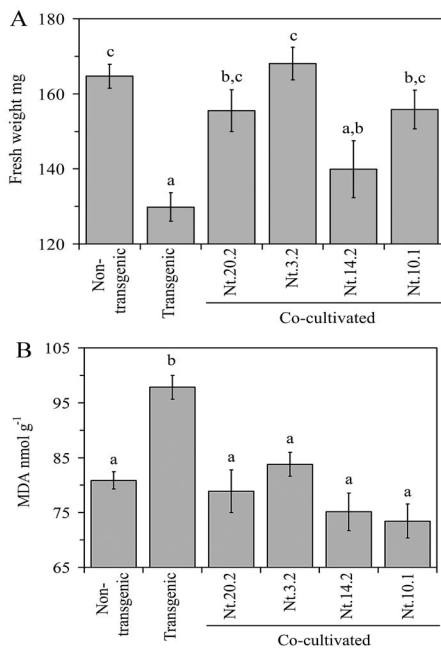 A
Fresh weight mg
180
160
140
120
c
a
b,c
c
a,b
b,c
Non-
transgenic
Transgenic
Nt.20.2
Nt.3.2
Nt.14.2
Nt.10.1
Co-cultivated
B
MDA nmol g-1
105
95
85
75
65
a
b
a
a
a
a
Non-
transgenic
Transgenic
Nt.20.2
Nt.3.2
Nt.14.2
Nt.10.1
Co-cultivated